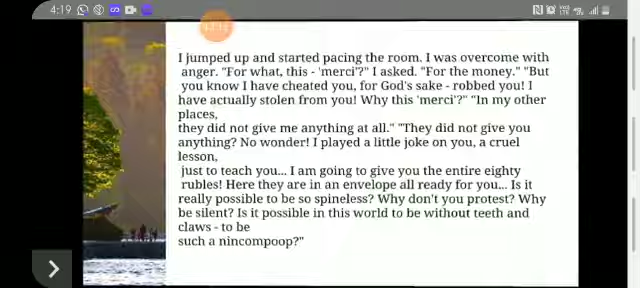 4:19
I jumped up and started pacing the room. I was overcome with
anger. "For what, this - 'merci'?" I asked. "For the money." "But
you know I have cheated you, for God's sake - robbed you! I
have actually stolen from you! Why this 'merci'?" "In my other
places,
they did not give me anything at all." "They did not give you
anything? No wonder! I played a little joke on you, a cruel
lesson,
just to teach you... I am going to give you the entire eighty
rubles! Here they are in an envelope all ready for you... Is it
really possible to be so spineless? Why don't you protest? Why
be silent? Is it possible in this world to be without teeth and
claws - to be
such a nincompoop?"